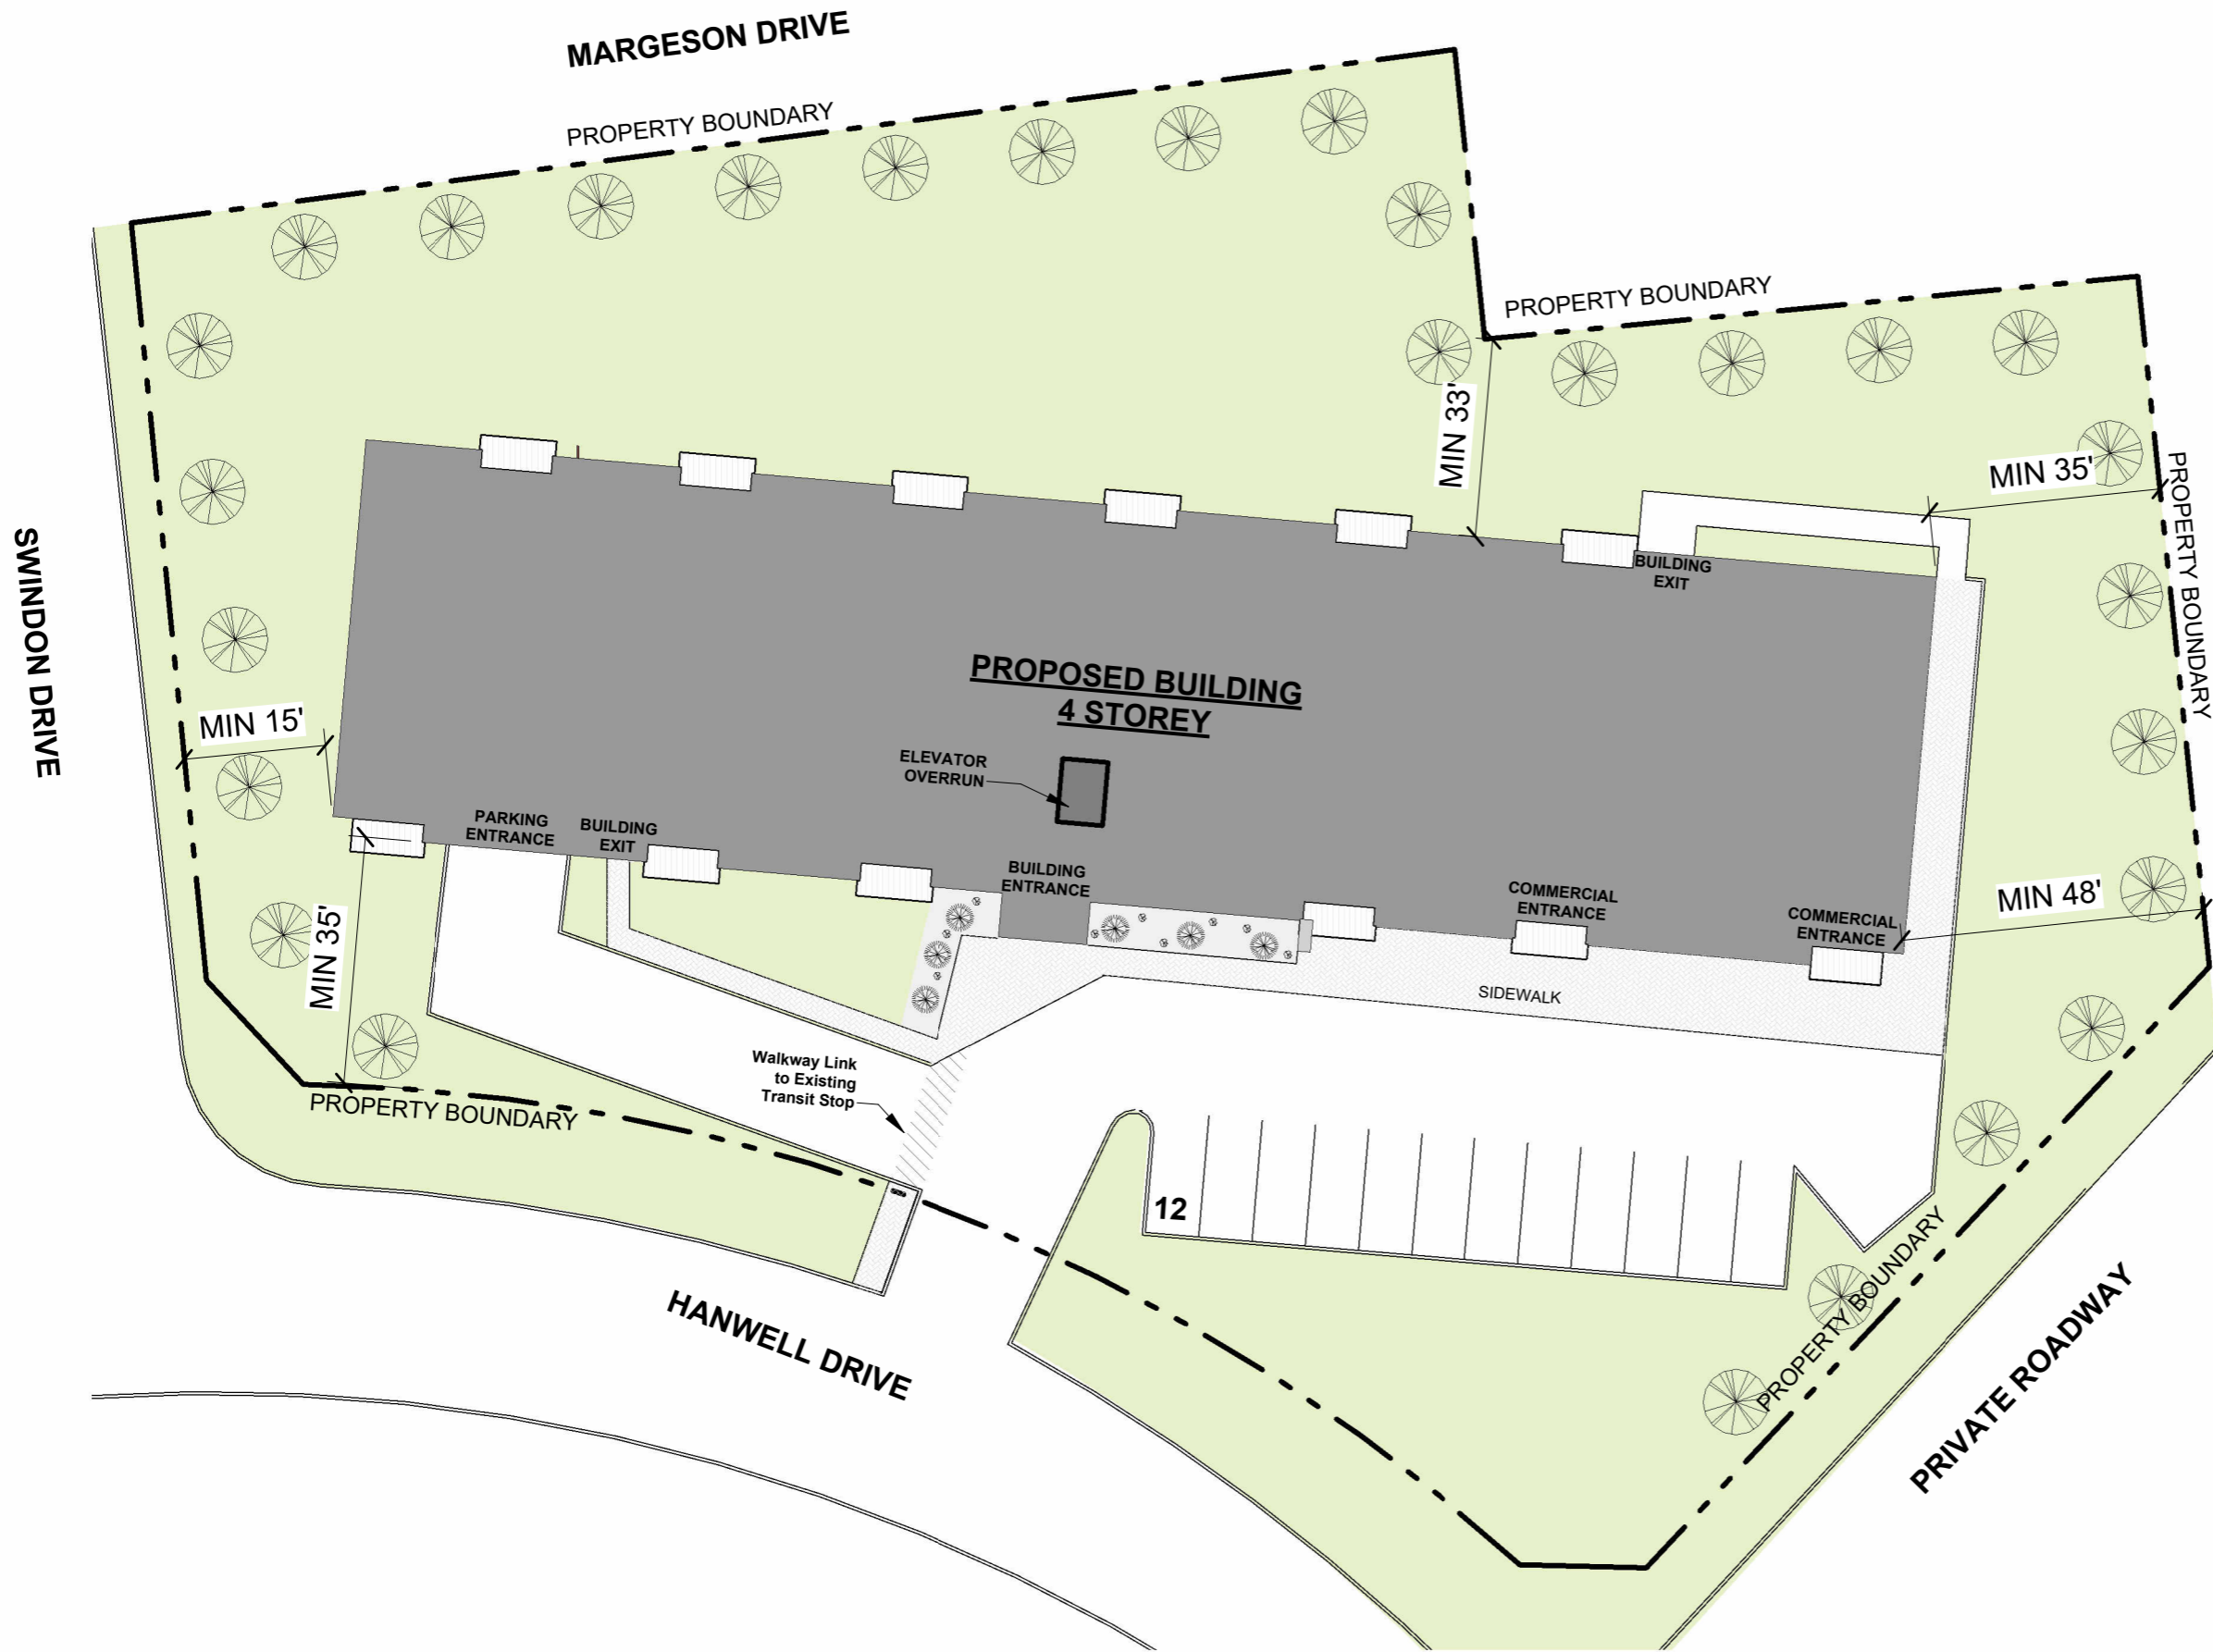 MARGESON DRIVE
PROPERTY BOUNDARY
PROPERTY BOUNDARY
MIN 33'
MIN 35'
PROPERTY BOUNDARY
SWINDON DRIVE
BUILDING
EXIT
PROPOSED BUILDING
4 STOREY
MIN 15'
ELEVATOR
OVERRUN
PARKING
ENTRANCE
BUILDING
EXIT
BUILDING
ENTRANCE
COMMERCIAL
ENTRANCE
COMMERCIAL
ENTRANCE
MIN 48'
MIN 35'
SIDEWALK
Walkway Link
to Existing
Transit Stop
PROPERTY BOUNDARY
12
PROPERTY BOUNDARY
HANWELL DRIVE
PRIVATE ROADWAY